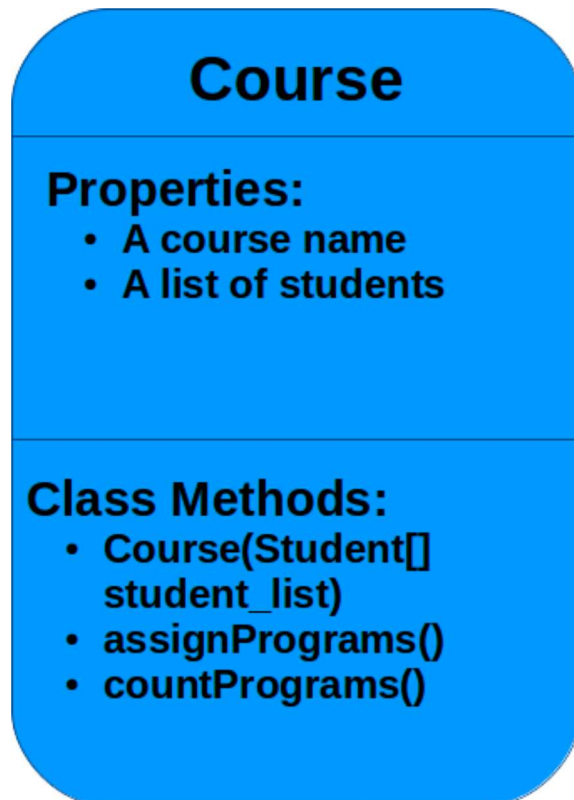 Course
Properties:
• A course name
• A list of students
Class Methods:
• Course(Student[]
student_list)
• assignPrograms()
• countPrograms()